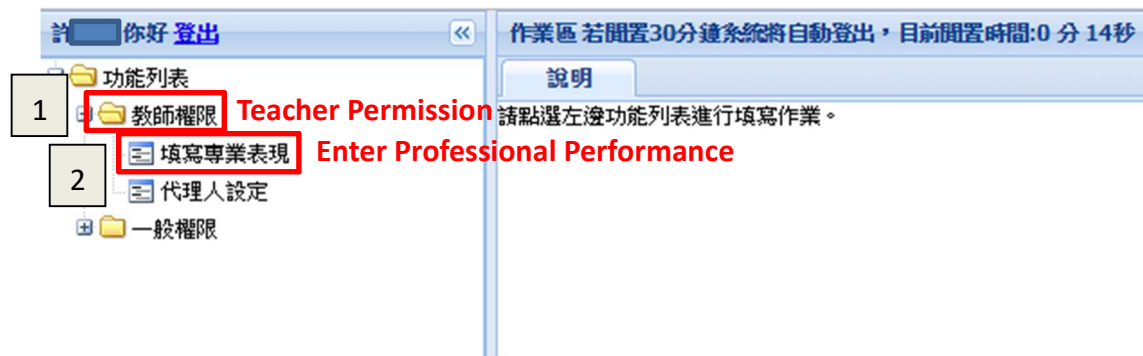 許 你好 登出
作業區 若閒置30分鐘系統將自動登出，目前閒置時間:0 分 14秒
功能列表
說明
1
教師權限 Teacher Permission
請點選左邊功能列表進行填寫作業。
填寫專業表現 Enter Professional Performance
2
代理人設定
一般權限